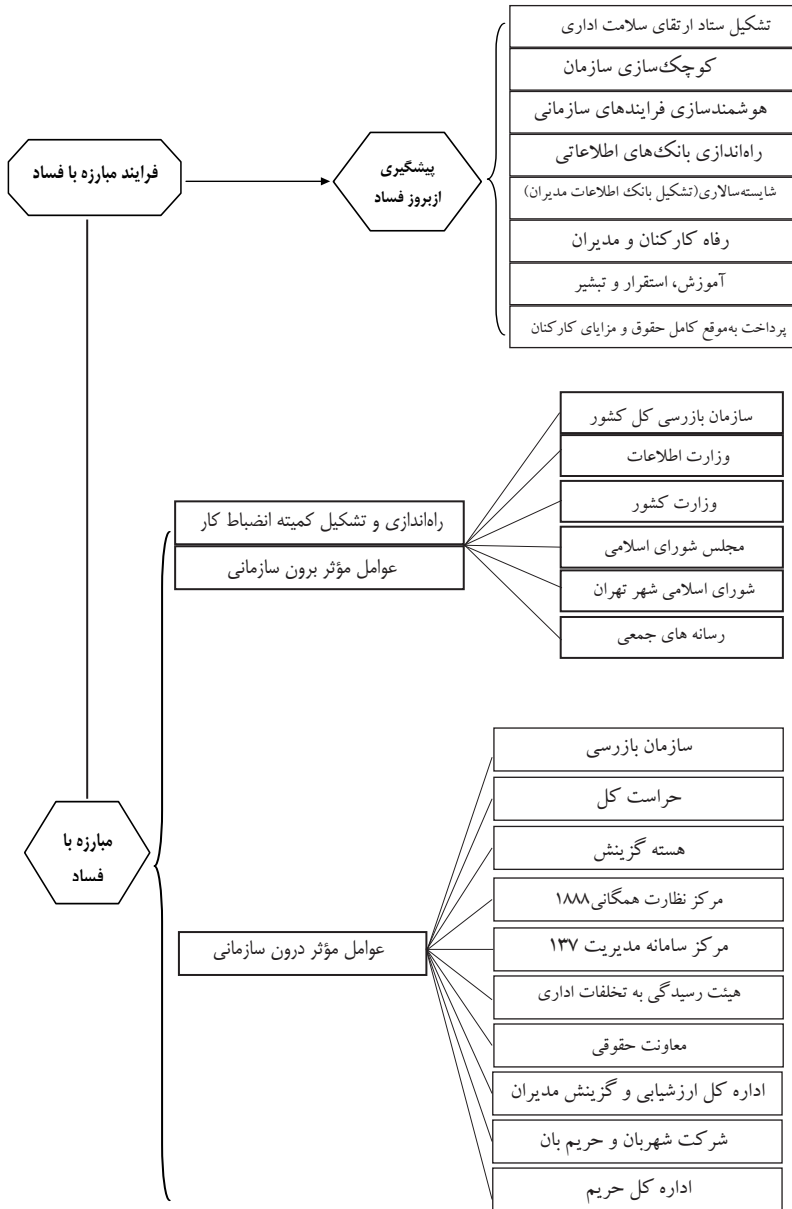 تشکیل ستاد ارتقای سلامت اداری
کوچک‌سازی سازمان
هوشمندسازی فرایندهای سازمانی
راه‌اندازی بانک‌های اطلاعاتی
شایسته‌سالاری(تشکیل بانک اطلاعات مدیران)
رفاه کارکنان و مدیران
آموزش، استقرار و تبشیر
پرداخت به‌موقع کامل حقوق و مزایای کارکنان
فرایند مبارزه با فساد
پیشگیری
ازبروز فساد
سازمان بازرسی کل کشور
وزارت اطلاعات
وزارت کشور
مجلس شورای اسلامی
شورای اسلامی شهر تهران
رسانه های جمعی
راه‌اندازی و تشکیل کمیته انضباط کار
عوامل مؤثر برون سازمانی
مبارزه با
فساد
عوامل مؤثر درون سازمانی
سازمان بازرسی
حراست کل
هسته گزینش
مرکز نظارت همگانی۱۸۸۸
مرکز سامانه مدیریت ۱۳۷
هیئت رسیدگی به تخلفات اداری
معاونت حقوقی
اداره کل ارزشیابی و گزینش مدیران
شرکت شهربان و حریم بان
اداره کل حریم